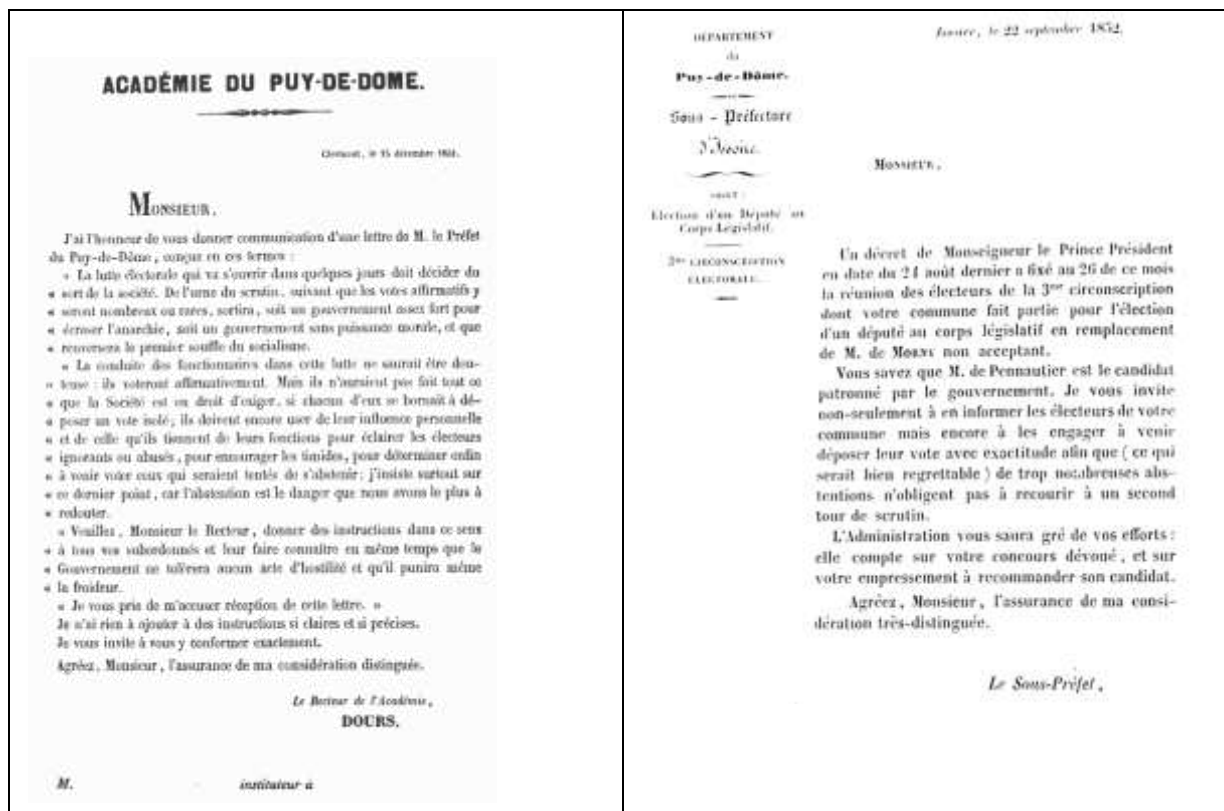 ACADÉMIE DU PUY-DE-DOME.
Clermont, le 15 décembre 1851.
MONSIEUR,
J'ai l'honneur de vous donner communication d'une lettre de M. le Préfet
du Puy-de-Dôme, conçue en ces termes :
« La lutte électorale qui va s'ouvrir dans quelques jours doit décider du
« sort de la société. De l'urne du scrutin, suivant que les votes affirmatifs y
« seront nombreux ou rares, sortira, soit un gouvernement assez fort pour
« écraser l'anarchie, soit un gouvernement sans puissance morale, et que
« renversera le premier souffle du socialisme.
« La conduite des fonctionnaires dans cette lutte ne saurait être dou-
« teuse : ils voteront affirmativement. Mais ils n'auraient pas fait tout ce
« que la Société est en droit d'exiger, si chacun d'eux se bornait à dé-
« poser un vote isolé; ils doivent encore user de leur influence personnelle
« et de celle qu'ils tiennent de leurs fonctions pour éclairer les électeurs
« ignorants ou abusés, pour encourager les timides, pour déterminer enfin
« à venir voter ceux qui seraient tentés de s'abstenir; j'insiste surtout sur
« ce dernier point, car l'abstention est le danger que nous avons le plus à
« redouter.
« Veuillez, Monsieur le Recteur, donner des instructions dans ce sens
« à tous vos subordonnés et leur faire connaître en même temps que le
« Gouvernement ne tolérera aucun acte d'hostilité et qu'il punira même
« la froideur.
« Je vous prie de m'accuser réception de cette lettre. »
Je n'ai rien à ajouter à des instructions si claires et si précises.
Je vous invite à vous y conformer exactement.
Agréez, Monsieur, l'assurance de ma considération distinguée.
Le Recteur de l'Académie,
DOURS.
M. instituteur à
DÉPARTEMENT
du
Puy-de-Dôme.
Sous-Préfecture
d'Issoire.
OBJET :
Election d'un Député au
Corps Législatif.
3me CIRCONSCRIPTION
ÉLECTORALE.
Issoire, le 22 septembre 1852.
MONSIEUR,
Un décret de Monseigneur le Prince Président
en date du 24 août dernier a fixé au 26 de ce mois
la réunion des électeurs de la 3me circonscription
dont votre commune fait partie pour l'élection
d'un député au corps législatif en remplacement
de M. de MORNY non acceptant.
Vous savez que M. de Pennautier est le candidat
patronné par le gouvernement. Je vous invite
non-seulement à en informer les électeurs de votre
commune mais encore à les engager à venir
déposer leur vote avec exactitude afin que ( ce qui
serait bien regrettable ) de trop nombreuses abs-
tentions n'obligent pas à recourir à un second
tour de scrutin.
L'Administration vous saura gré de vos efforts :
elle compte sur votre concours dévoué, et sur
votre empressement à recommander son candidat.
Agréez, Monsieur, l'assurance de ma consi-
dération très-distinguée.
Le Sous-Préfet,